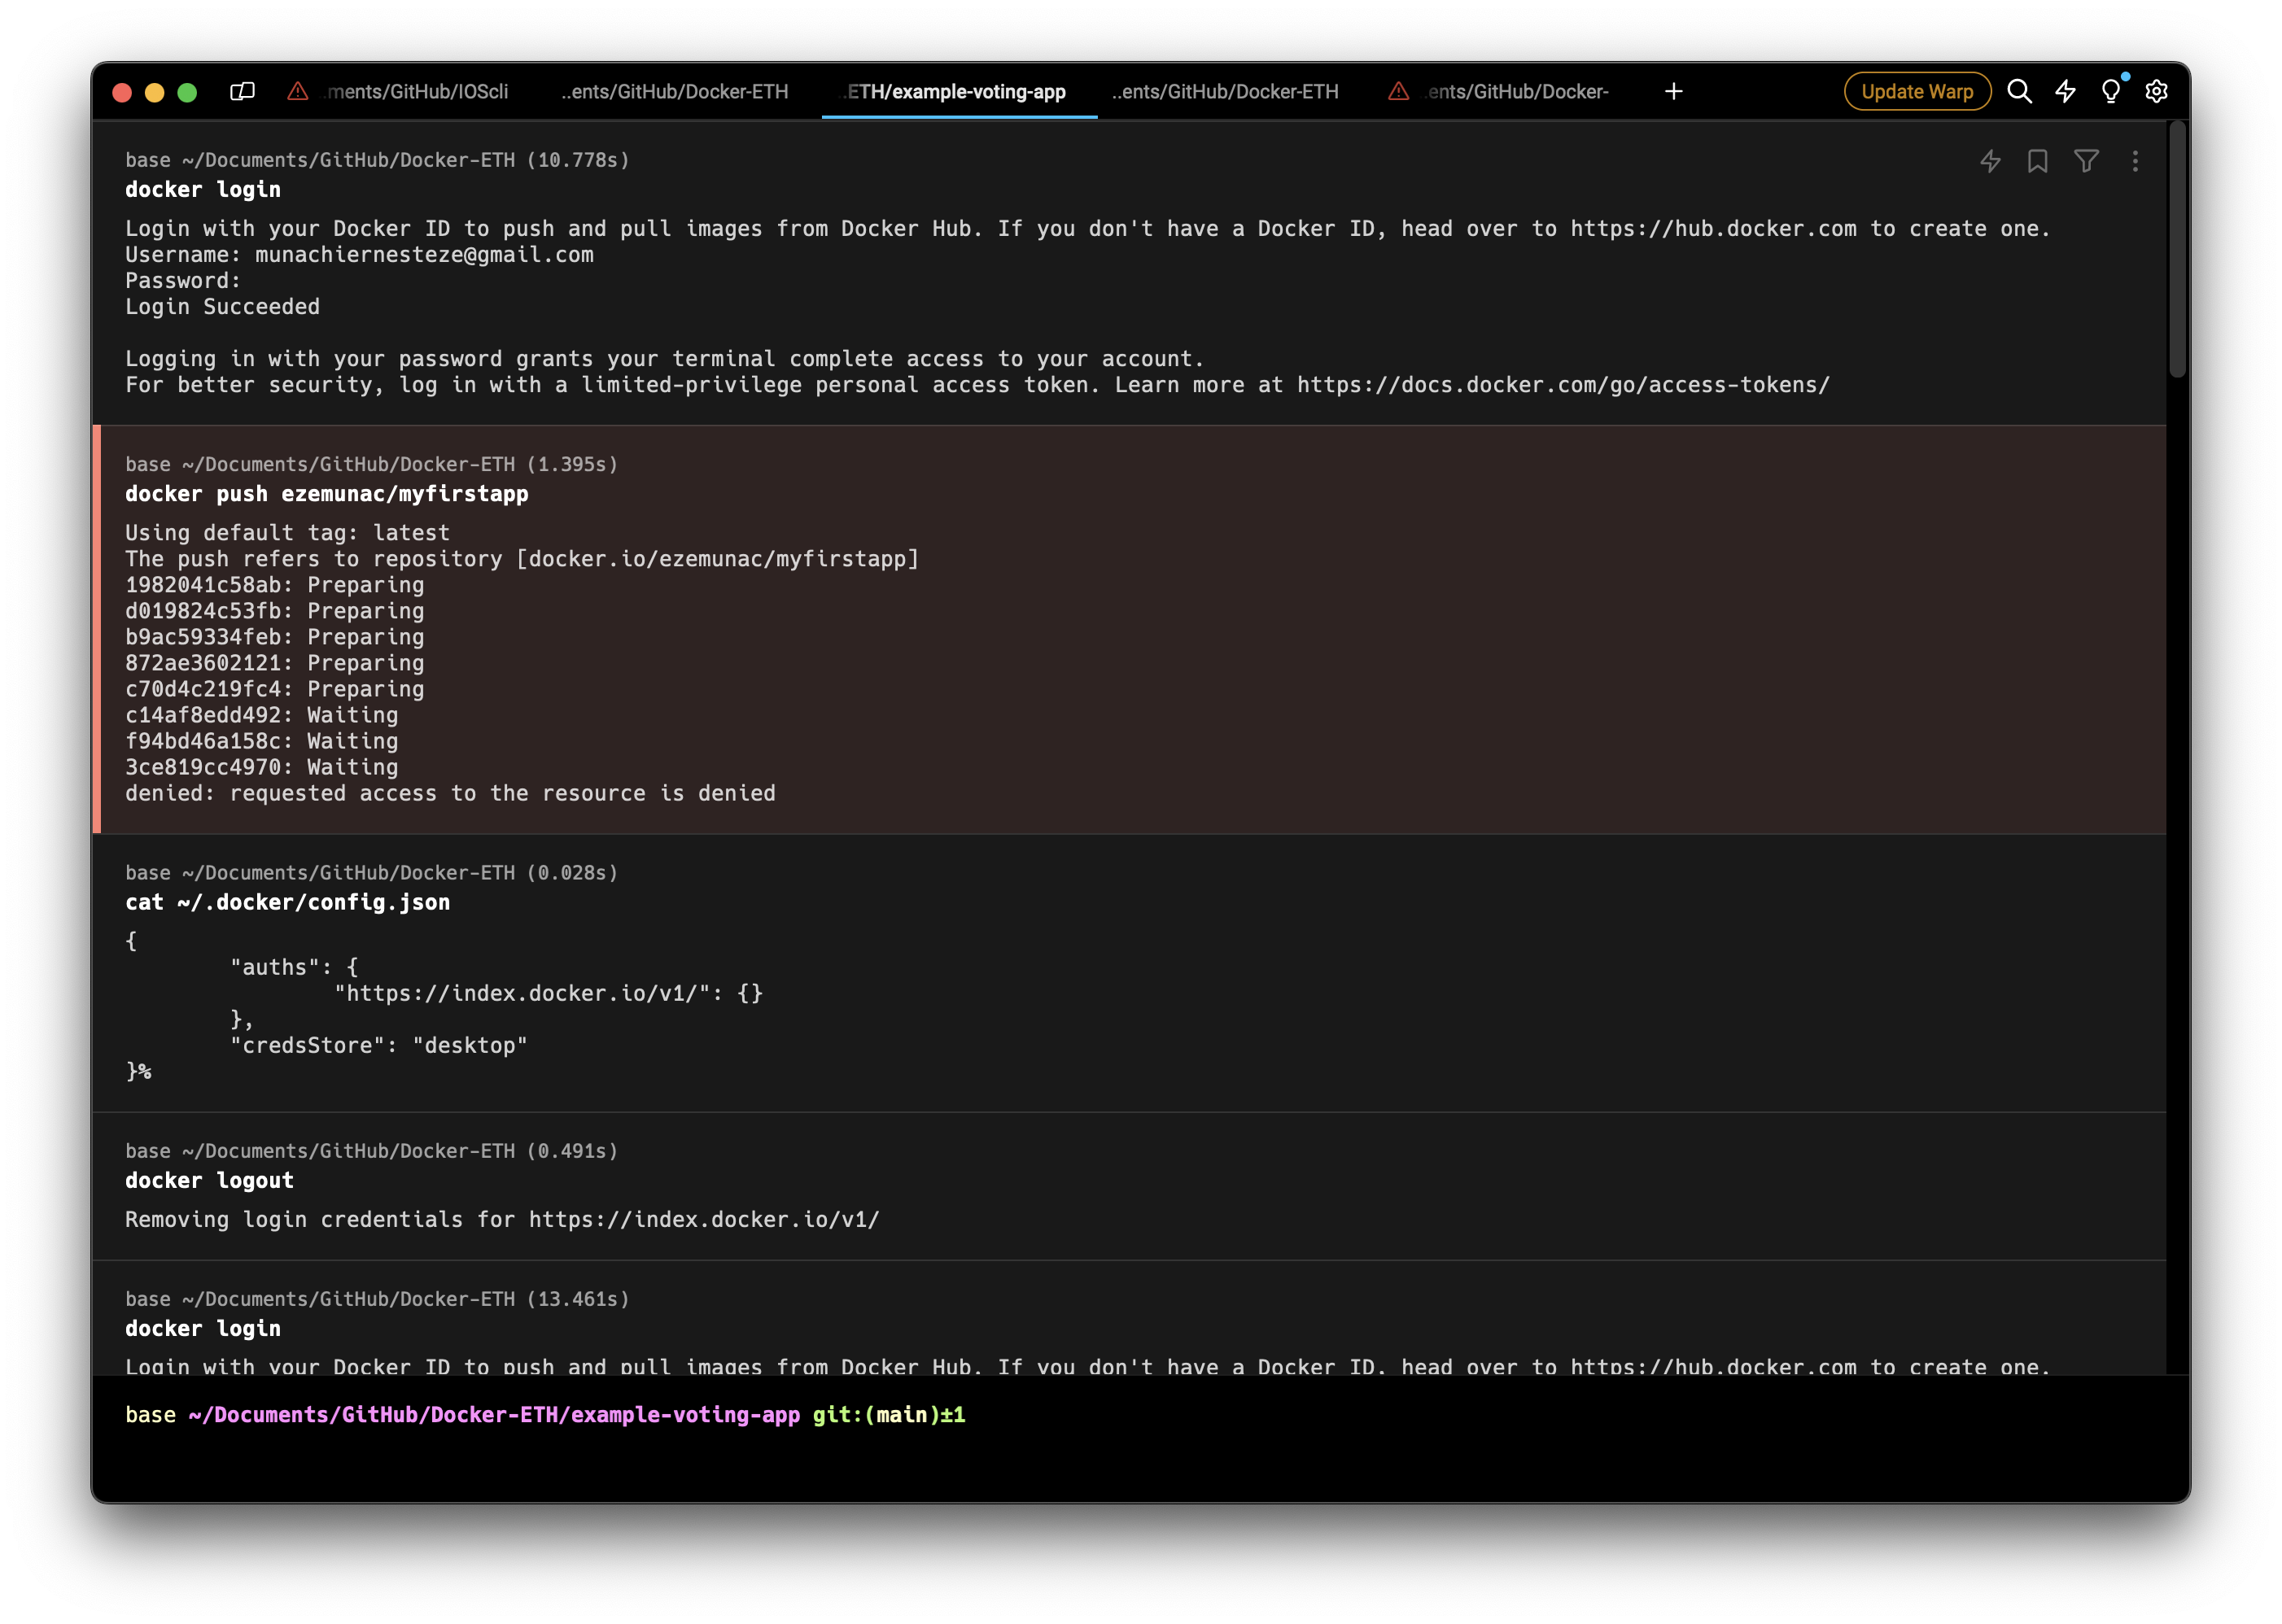 ..ments/GitHub/IOScli ..ents/GitHub/Docker-ETH ..ETH/example-voting-app ..ents/GitHub/Docker-ETH ..ents/GitHub/Docker- + Update Warp
base ~/Documents/GitHub/Docker-ETH (10.778s)
docker login
Login with your Docker ID to push and pull images from Docker Hub. If you don't have a Docker ID, head over to https://hub.docker.com to create one.
Username: munachiernesteze@gmail.com
Password:
Login Succeeded
Logging in with your password grants your terminal complete access to your account.
For better security, log in with a limited-privilege personal access token. Learn more at https://docs.docker.com/go/access-tokens/
base ~/Documents/GitHub/Docker-ETH (1.395s)
docker push ezemunac/myfirstapp
Using default tag: latest
The push refers to repository [docker.io/ezemunac/myfirstapp]
1982041c58ab: Preparing
d019824c53fb: Preparing
b9ac59334feb: Preparing
872ae3602121: Preparing
c70d4c219fc4: Preparing
c14af8edd492: Waiting
f94bd46a158c: Waiting
3ce819cc4970: Waiting
denied: requested access to the resource is denied
base ~/Documents/GitHub/Docker-ETH (0.028s)
cat ~/.docker/config.json
{
        "auths": {
                "https://index.docker.io/v1/": {}
        },
        "credsStore": "desktop"
}%
base ~/Documents/GitHub/Docker-ETH (0.491s)
docker logout
Removing login credentials for https://index.docker.io/v1/
base ~/Documents/GitHub/Docker-ETH (13.461s)
docker login
Login with your Docker ID to push and pull images from Docker Hub. If you don't have a Docker ID, head over to https://hub.docker.com to create one.
base ~/Documents/GitHub/Docker-ETH/example-voting-app git:(main)±1